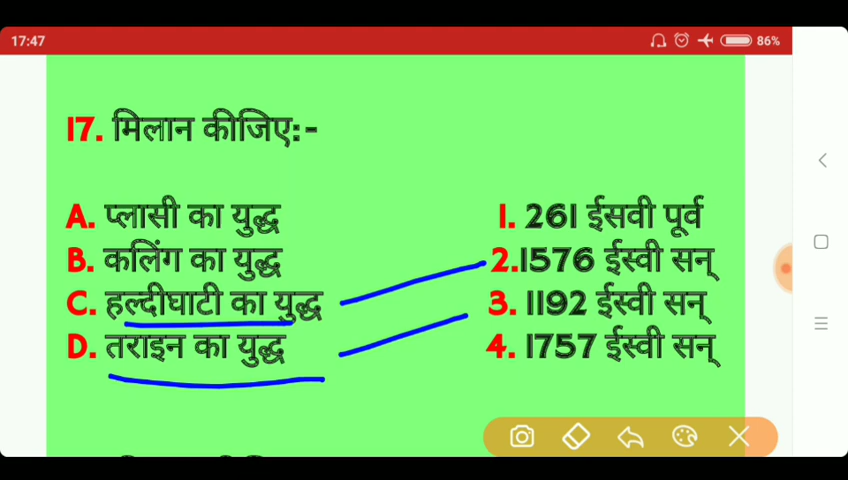 17:47 86%
17. मिलान कीजिए:-
A. प्लासी का युद्ध 1. 261 ईसवी पूर्व
B. कलिंग का युद्ध 2.1576 ईस्वी सन्
C. हल्दीघाटी का युद्ध 3. 1192 ईस्वी सन्
D. तराइन का युद्ध 4. 1757 ईस्वी सन्